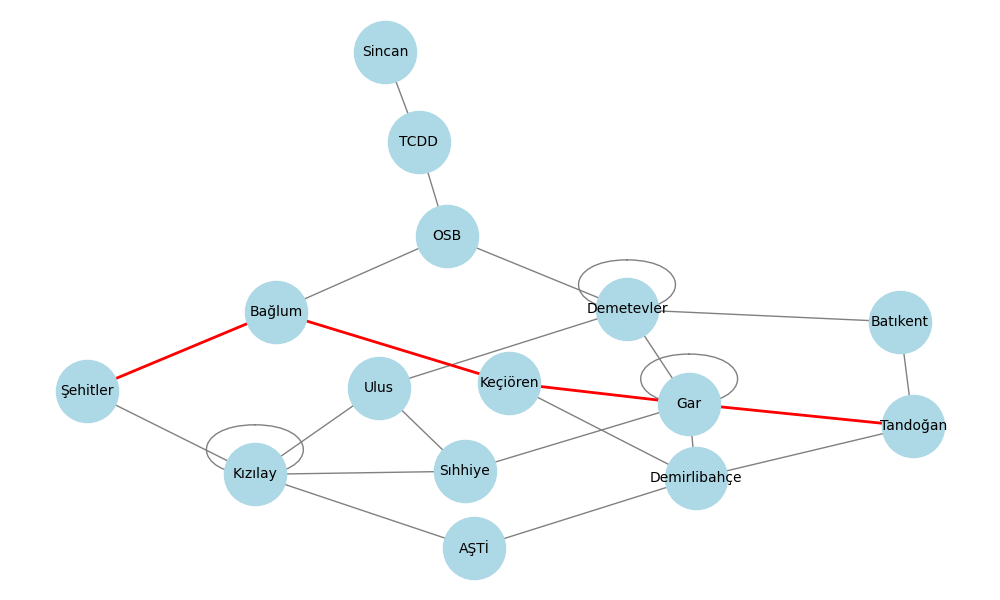 Sincan
TCDD
OSB
Bağlum
Demetevler
Batıkent
Şehitler
Ulus
Keçiören
Gar
Tandoğan
Kızılay
Sıhhiye
Demirlibahçe
AŞTİ